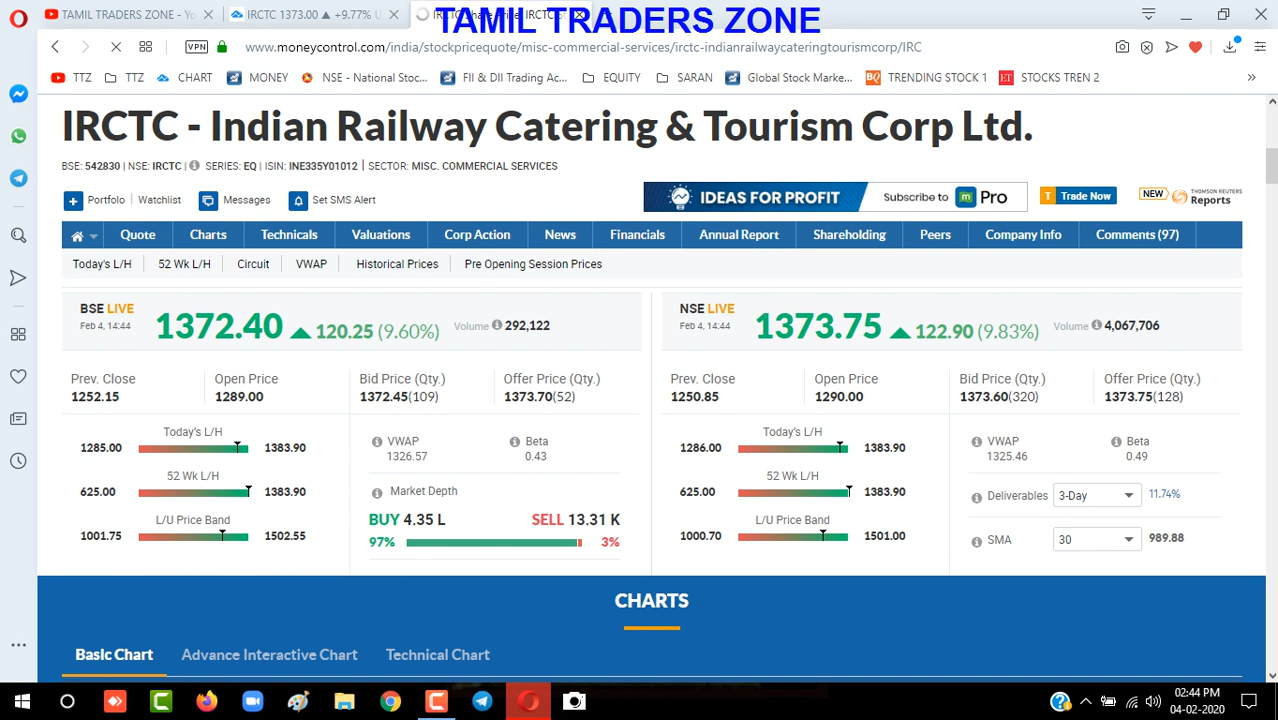 TAMIL TRADERS ZONE - Yo
IRCTC 1373.00 ▲ +9.77% U
TAMIL TRADERS ZONE
VPN
www.moneycontrol.com/india/stockpricequote/misc-commercial-services/irctc-indianrailwaycateringtourismcorp/IRC
TTZ TTZ CHART MONEY NSE - National Stoc... FII & DII Trading Ac... EQUITY SARAN Global Stock Marke... BQ TRENDING STOCK 1 ET STOCKS TREN 2 »
IRCTC - Indian Railway Catering & Tourism Corp Ltd.
BSE: 542830 | NSE: IRCTC | SERIES: EQ | ISIN: INE335Y01012 | SECTOR: MISC. COMMERCIAL SERVICES
+ Portfolio | Watchlist Messages Set SMS Alert
IDEAS FOR PROFIT Subscribe to m Pro
T Trade Now
NEW THOMSON REUTERS Reports
Quote Charts Technicals Valuations Corp Action News Financials Annual Report Shareholding Peers Company Info Comments (97)
Today's L/H 52 Wk L/H Circuit VWAP Historical Prices Pre Opening Session Prices
BSE LIVE
Feb 4, 14:44
1372.40 ▲ 120.25 (9.60%) Volume 292,122
Prev. Close Open Price Bid Price (Qty.) Offer Price (Qty.)
1252.15 1289.00 1372.45(109) 1373.70(52)
Today's L/H
1285.00 1383.90
52 Wk L/H
625.00 1383.90
L/U Price Band
1001.75 1502.55
VWAP Beta
1326.57 0.43
Market Depth
BUY 4.35 L SELL 13.31 K
97% 3%
NSE LIVE
Feb 4, 14:44
1373.75 ▲ 122.90 (9.83%) Volume 4,067,706
Prev. Close Open Price Bid Price (Qty.) Offer Price (Qty.)
1250.85 1290.00 1373.60(320) 1373.75(128)
Today's L/H
1286.00 1383.90
52 Wk L/H
625.00 1383.90
L/U Price Band
1000.70 1501.00
VWAP Beta
1325.46 0.49
Deliverables 3-Day 11.74%
SMA 30 989.88
CHARTS
Basic Chart Advance Interactive Chart Technical Chart
02:44 PM
04-02-2020